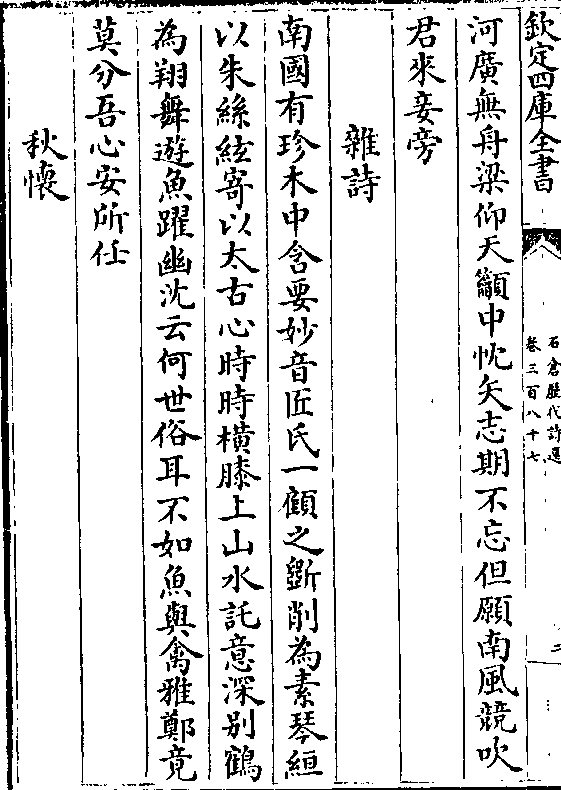 欽定四庫全書
石倉歷代詩選
卷三百八十七
二
河廣無舟梁仰天籲中忱矢志期不忘但願南風競吹
君來妾旁
雜詩
南國有珍木中含要妙音匠氏一顧之斵削為素琴絙
以朱絲絃寄以太古心時時橫膝上山水託意深别鶴
為翔舞遊魚躍幽沈云何世俗耳不如魚與禽雅鄭竟
莫分吾心安所任
秋懷